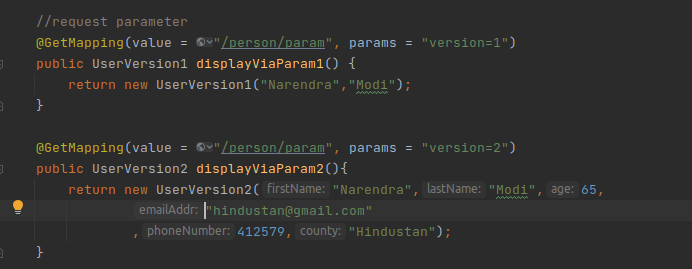 //request parameter
@GetMapping(value = "/person/param", params = "version=1")
public UserVersion1 displayViaParam1() {
return new UserVersion1("Narendra","Modi");
}
@GetMapping(value = "/person/param", params = "version=2")
public UserVersion2 displayViaParam2(){
return new UserVersion2( firstName: "Narendra", lastName: "Modi", age: 65,
emailAddr: "hindustan@gmail.com"
, phoneNumber: 412579, county: "Hindustan");
}